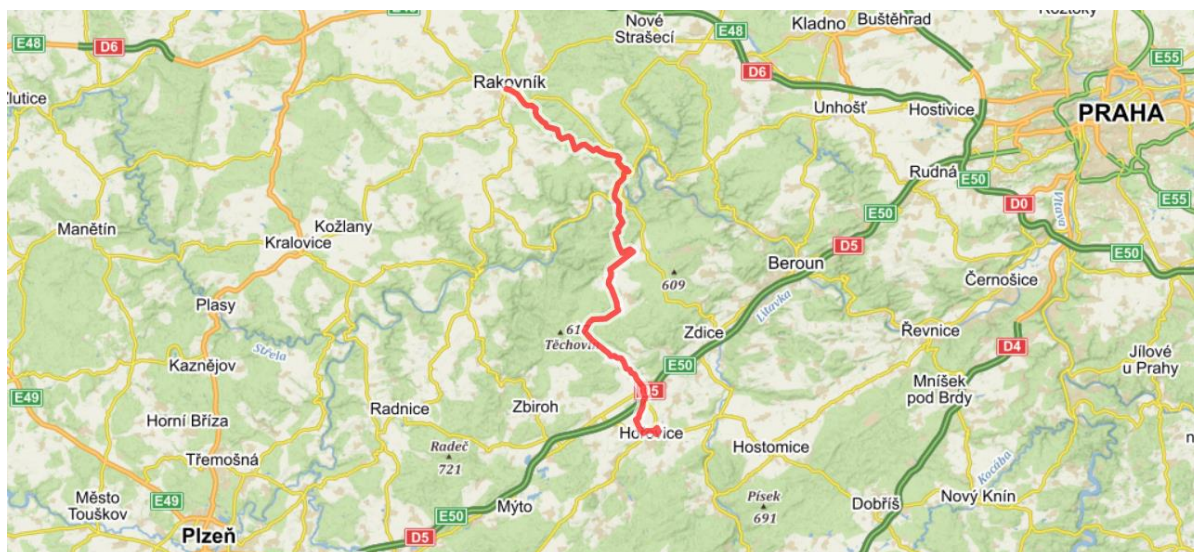 Nové
Strašecí
Kladno
Buštěhrad
E48
D6
E48
D6
E55
Rakovník
Unhošť
Hostivice
PRAHA
Rudná
E50
D0
E55
Vltava
Manětín
Kožlany
Kralovice
E50
D5
E50
Beroun
Černošice
609
Plasy
Litavka
Zdice
Řevnice
Těchovín
Střela
D4
Kaznějov
E50
Jílové
u Prahy
E49
Mníšek
pod Brdy
Radnice
Zbiroh
Horní Bříza
Hostomice
Radeč
721
Třemošná
Kocába
Město
Touškov
E49
Písek
691
Mýto
Dobříš
Nový Knín
E50
D5
Plzeň